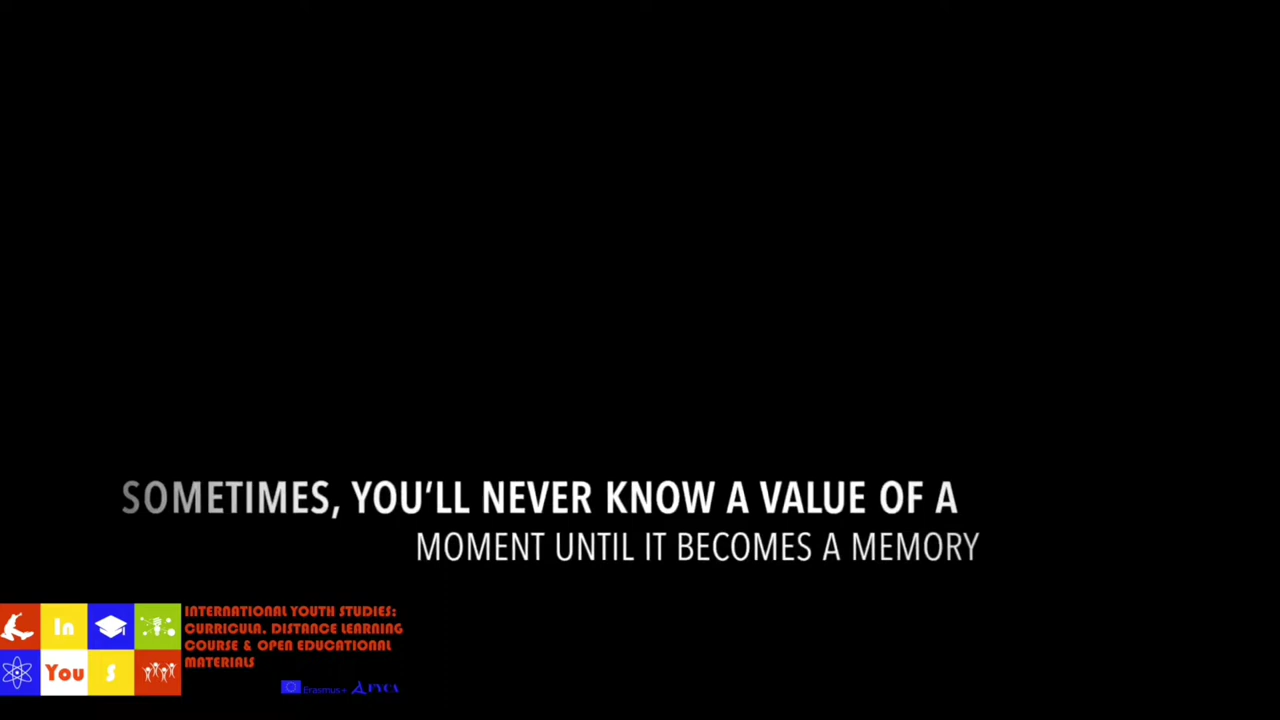 SOMETIMES, YOU'LL NEVER KNOW A VALUE OF A
MOMENT UNTIL IT BECOMES A MEMORY
In
You S
INTERNATIONAL YOUTH STUDIES:
CURRICULA, DISTANCE LEARNING
COURSE & OPEN EDUCATIONAL
MATERIALS
Erasmus+